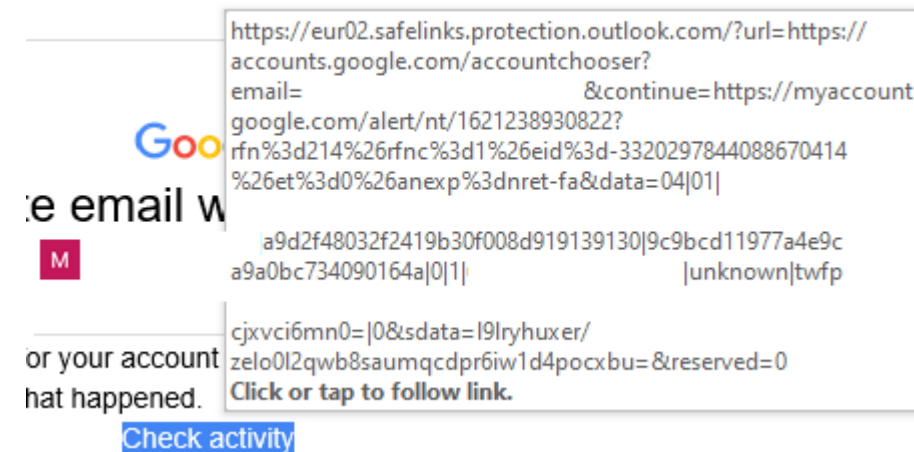 https://eur02.safelinks.protection.outlook.com/?url=https://
accounts.google.com/accountchooser?
email= &continue=https://myaccount
google.com/alert/nt/1621238930822?
Goo
rfn%3d214%26rfnc%3d1%26eid%3d-3320297844088670414
%26et%3d0%26anexp%3dnret-fa&data=04|01|
e email w
a9d2f48032f2419b30f008d919139130|9c9bcd11977a4e9c
M
a9a0bc734090164a|0|1| |unknown|twfp
cjxvci6mn0=|0&sdata=l9lryhuxer/
or your account
zelo0l2qwb8saumqcdpr6iw1d4pocxbu=&reserved=0
hat happened.
Click or tap to follow link.
Check activity